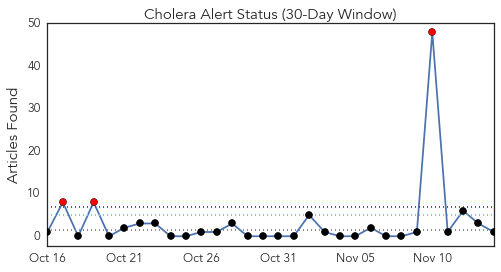 Cholera Alert Status (30-Day Window)
50
40
30
20
10
0
Articles Found
Oct 16 Oct 21 Oct 26 Oct 31 Nov 05 Nov 10